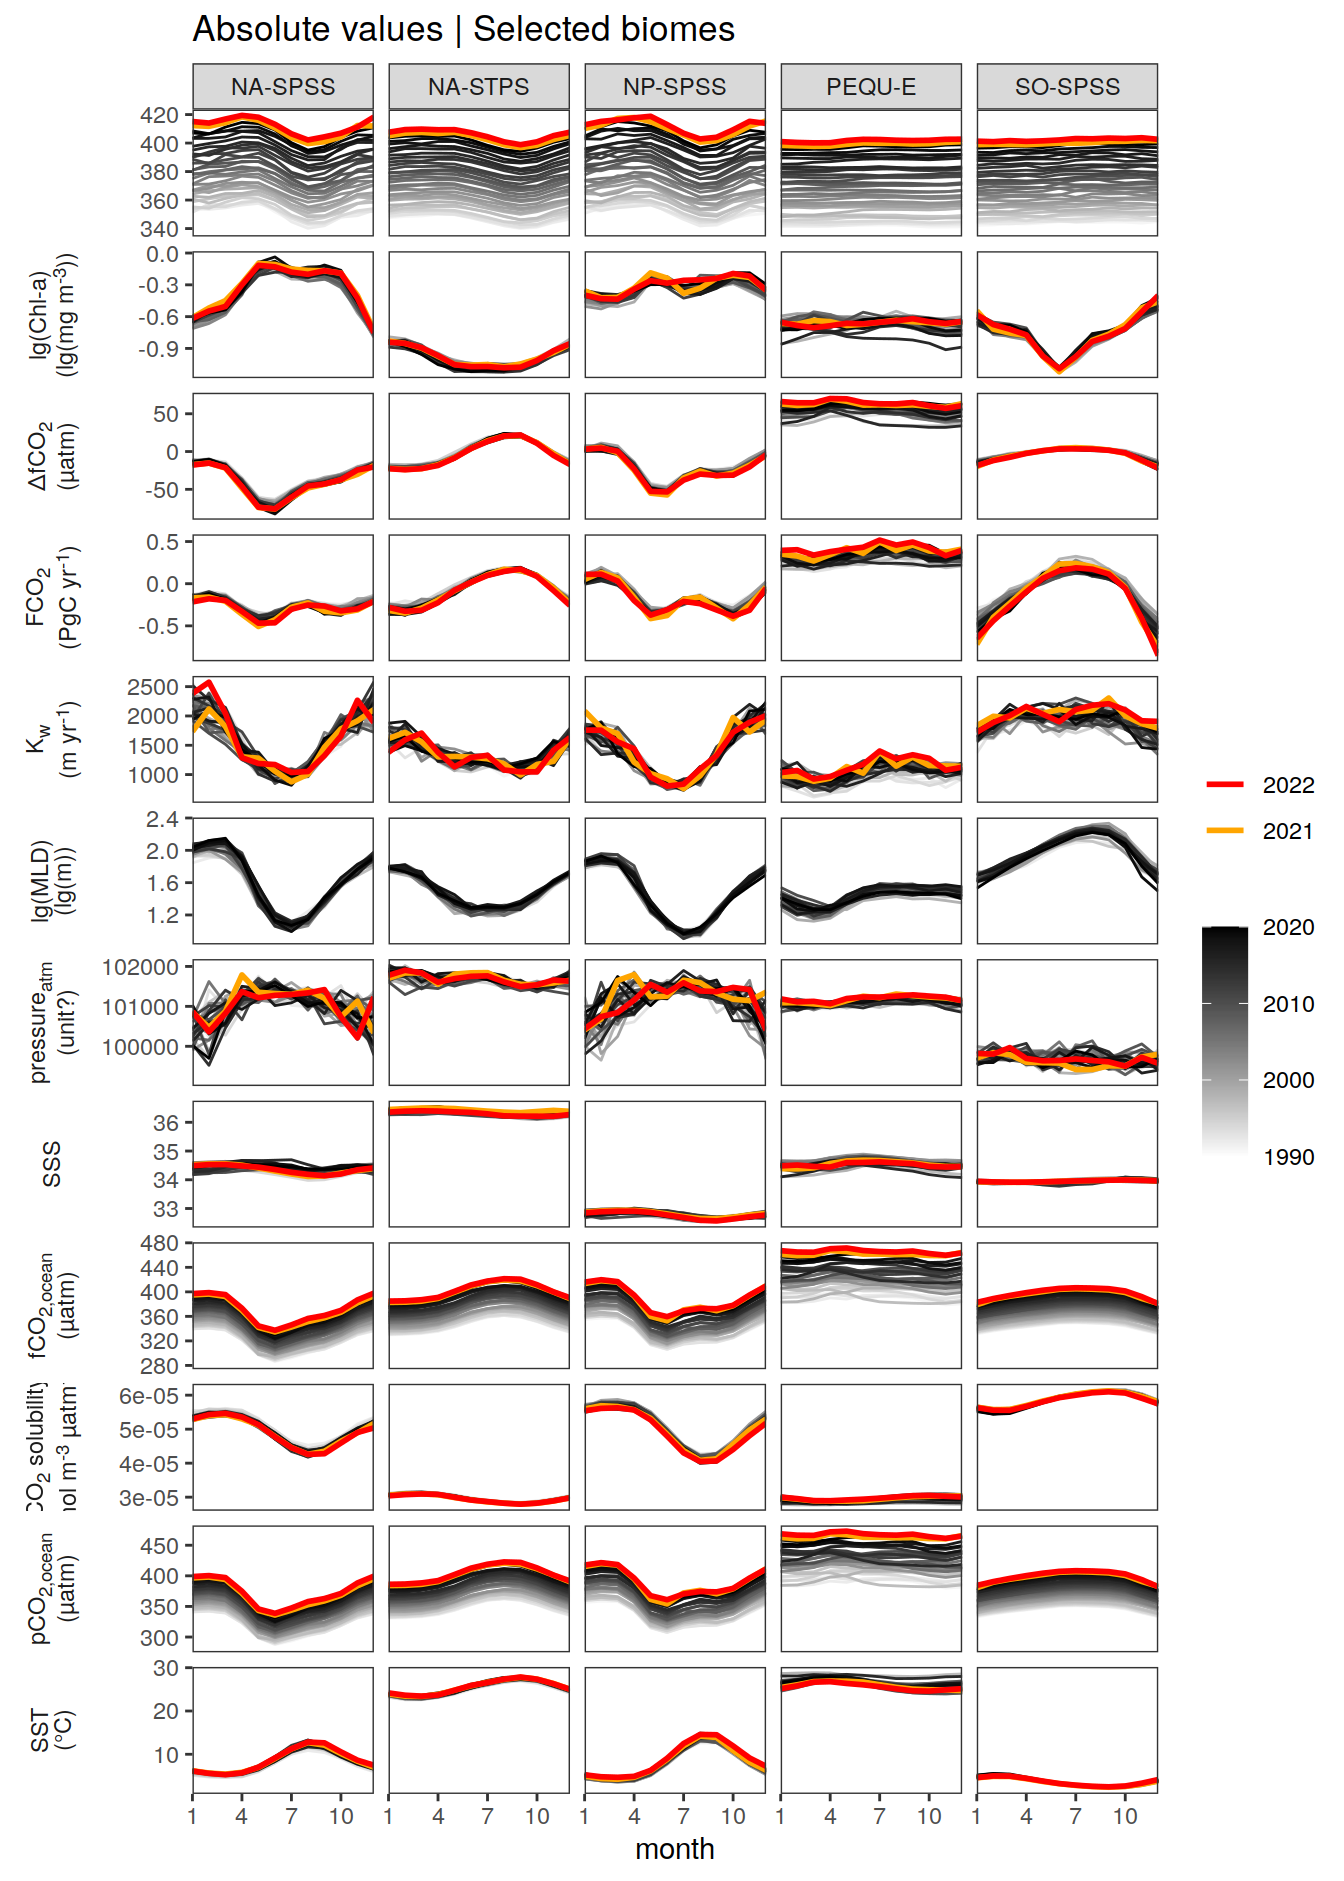 Absolute values | Selected biomes
NA-SPSS NA-STPS NP-SPSS PEQU-E SO-SPSS
420
400
380
360
340
lg(Chl-a)
(lg(mg m-3))
0.0
-0.3
-0.6
-0.9
ΔfCO2
(µatm)
50
0
-50
FCO2
(PgC yr-1)
0.5
0.0
-0.5
Kw
(m yr-1)
2500
2000
1500
1000
lg(MLD)
(lg(m))
2.4
2.0
1.6
1.2
pressureatm
(unit?)
102000
101000
100000
SSS
36
35
34
33
fCO2,ocean
(µatm)
480
440
400
360
320
280
CO2 solubility
ol m-3 µatm
6e-05
5e-05
4e-05
3e-05
pCO2,ocean
(µatm)
450
400
350
300
SST
(°C)
30
20
10
1 4 7 10 1 4 7 10 1 4 7 10 1 4 7 10 1 4 7 10
month
2022
2021
2020
2010
2000
1990